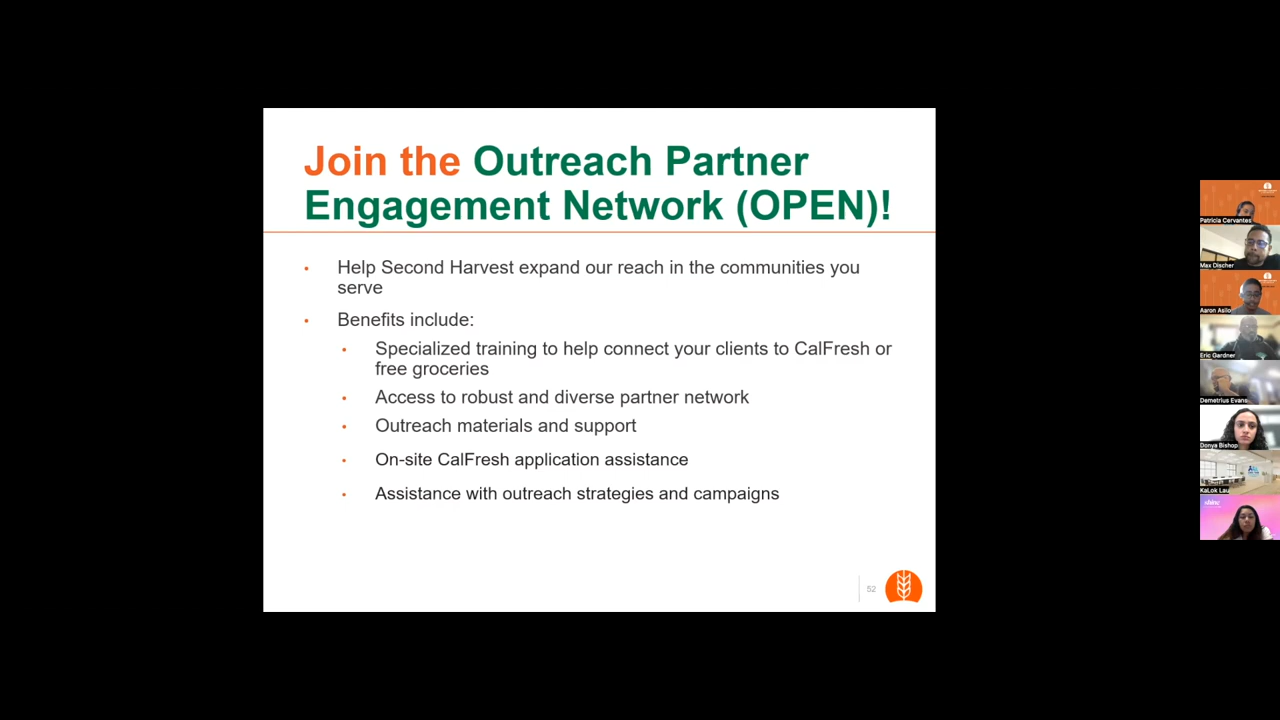 Join the Outreach Partner
Engagement Network (OPEN)!
• Help Second Harvest expand our reach in the communities you
serve
• Benefits include:
• Specialized training to help connect your clients to CalFresh or
free groceries
• Access to robust and diverse partner network
• Outreach materials and support
• On-site CalFresh application assistance
• Assistance with outreach strategies and campaigns
52
Patricia Cervantes
Max Discher
Aaron Asilo
Eric Gardner
Demetrius Evans
Donya Bishop
KaLok Lau